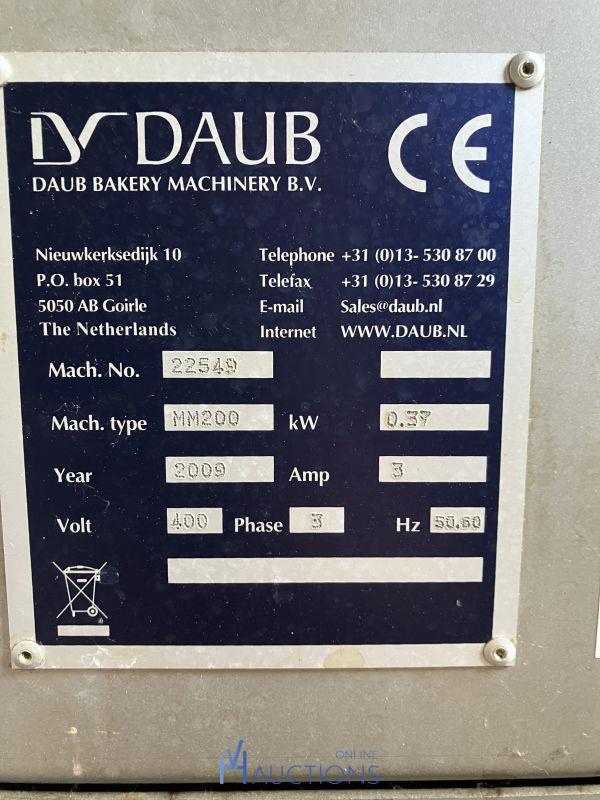 DAUB
CE
DAUB BAKERY MACHINERY B.V.
Nieuwkerksedijk 10 Telephone +31 (0)13- 530 87 00
P.O. box 51 Telefax +31 (0)13- 530 87 29
5050 AB Goirle E-mail Sales@daub.nl
The Netherlands Internet WWW.DAUB.NL
Mach. No. 22549
Mach. type MM200 kW 0.37
Year 2009 Amp 3
Volt 400 Phase 3 Hz 50.60
ONLINE
AUCTIONS